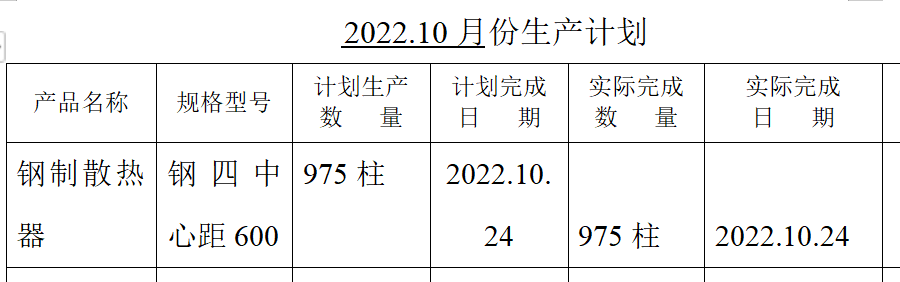 2022.10 月份生产计划
产品名称 规格型号 计划生产数 量 计划完成日 期 实际完成数 量 实际完成日 期
钢制散热器 钢四中心距 600 975 柱 2022.10.24 975 柱 2022.10.24